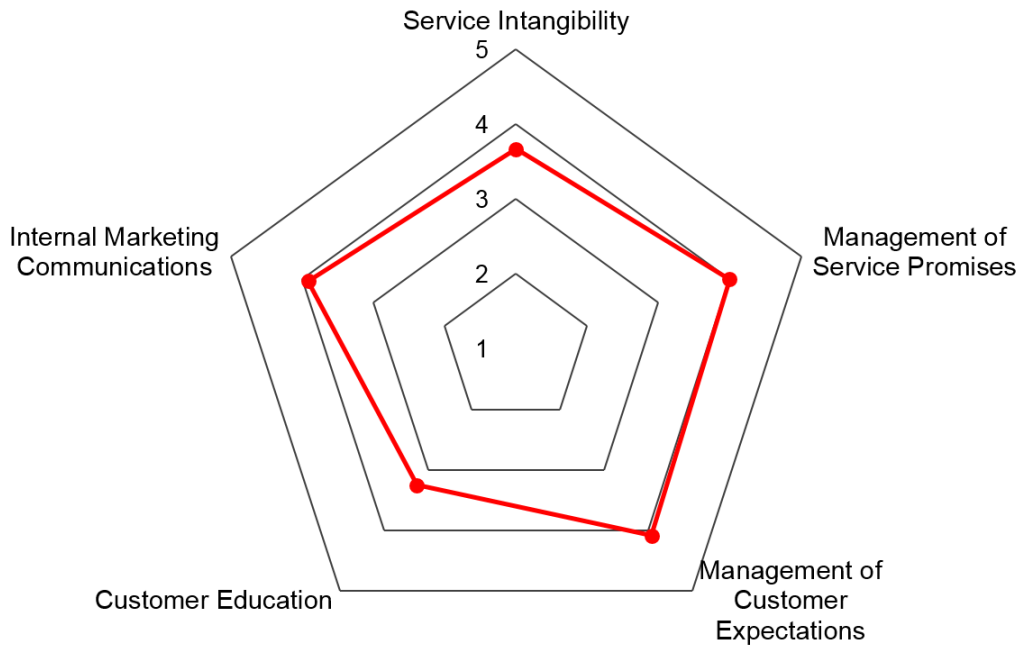 Service Intangibility
5
4
3
2
1
Internal Marketing
Communications
Management of
Service Promises
Customer Education
Management of
Customer
Expectations